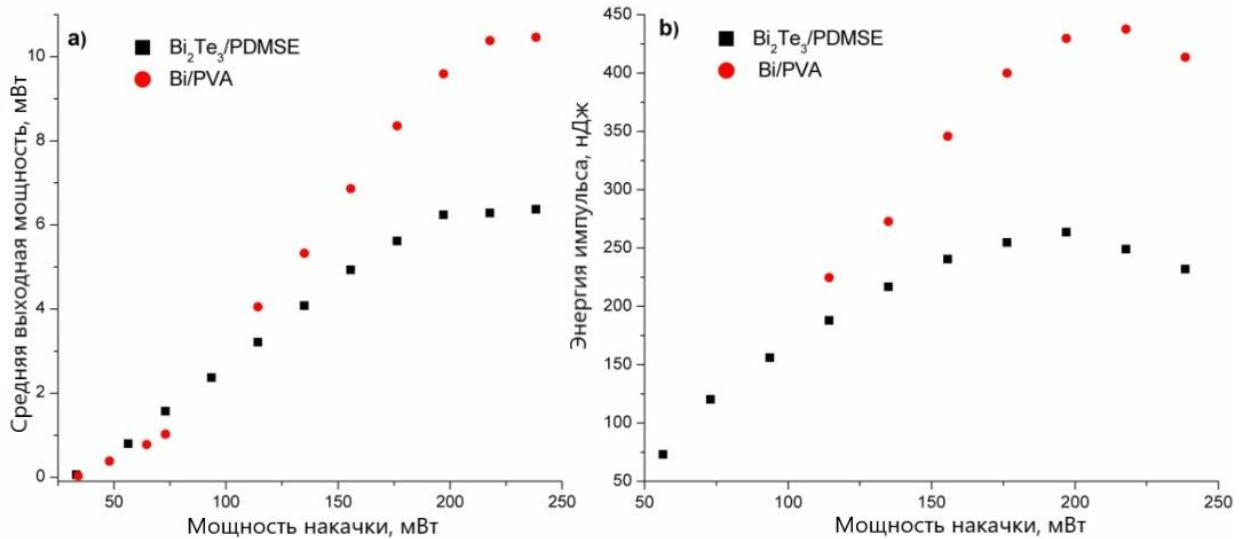 a)
Bi₂Te₃/PDMSE
Bi/PVA
Средняя выходная мощность, мВт
10
8
6
4
2
0
50
100
150
200
250
Мощность накачки, мВт
b)
Bi₂Te₃/PDMSE
Bi/PVA
Энергия импульса, нДж
450
400
350
300
250
200
150
100
50
50
100
150
200
250
Мощность накачки, мВт